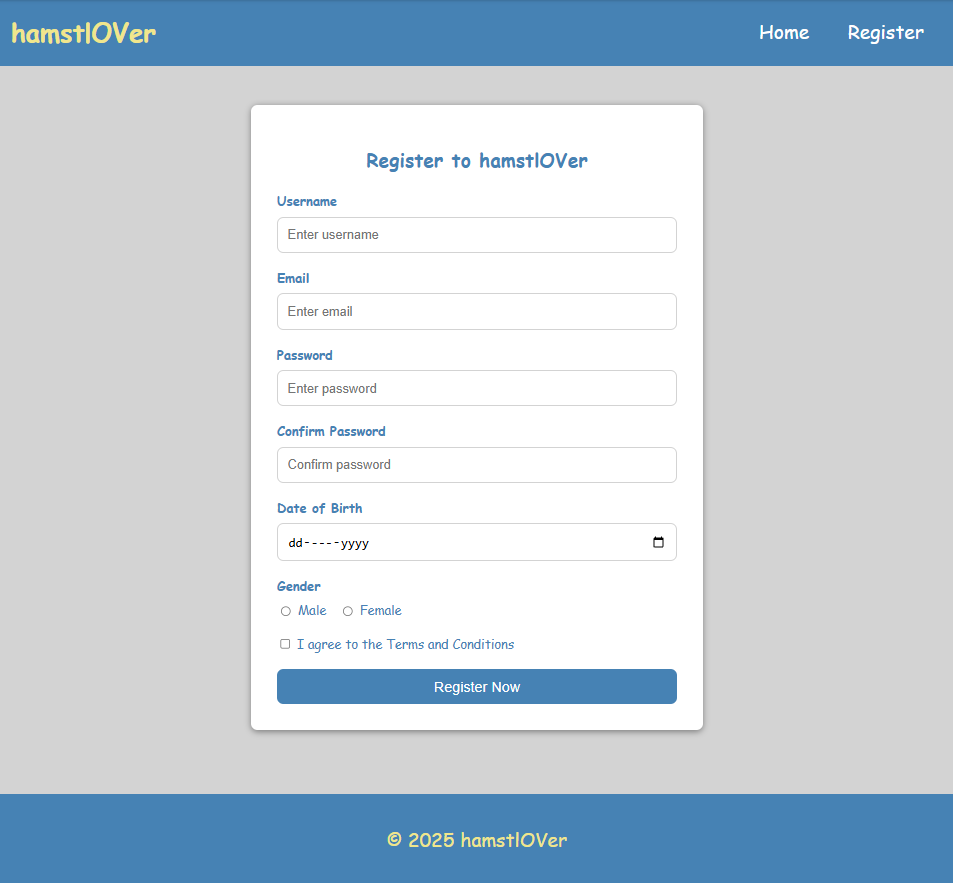 hamstlOVer
Home Register
Register to hamstlOVer
Username
Enter username
Email
Enter email
Password
Enter password
Confirm Password
Confirm password
Date of Birth
dd-----yyyy
Gender
Male Female
I agree to the Terms and Conditions
Register Now
© 2025 hamstlOVer